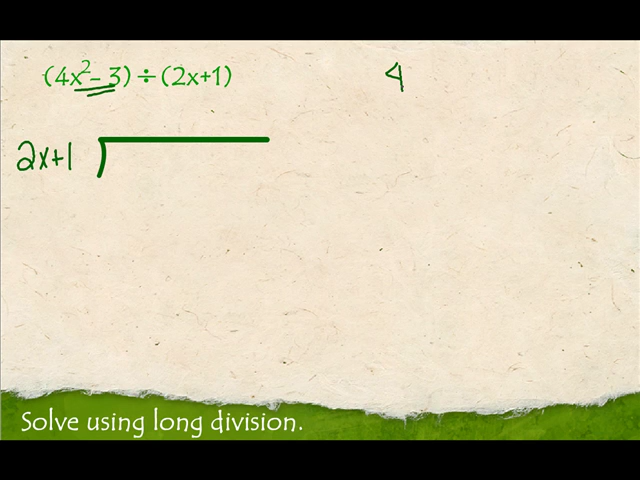 (4x² - 3) ÷ (2x+1)
4
2x+1
Solve using long division.